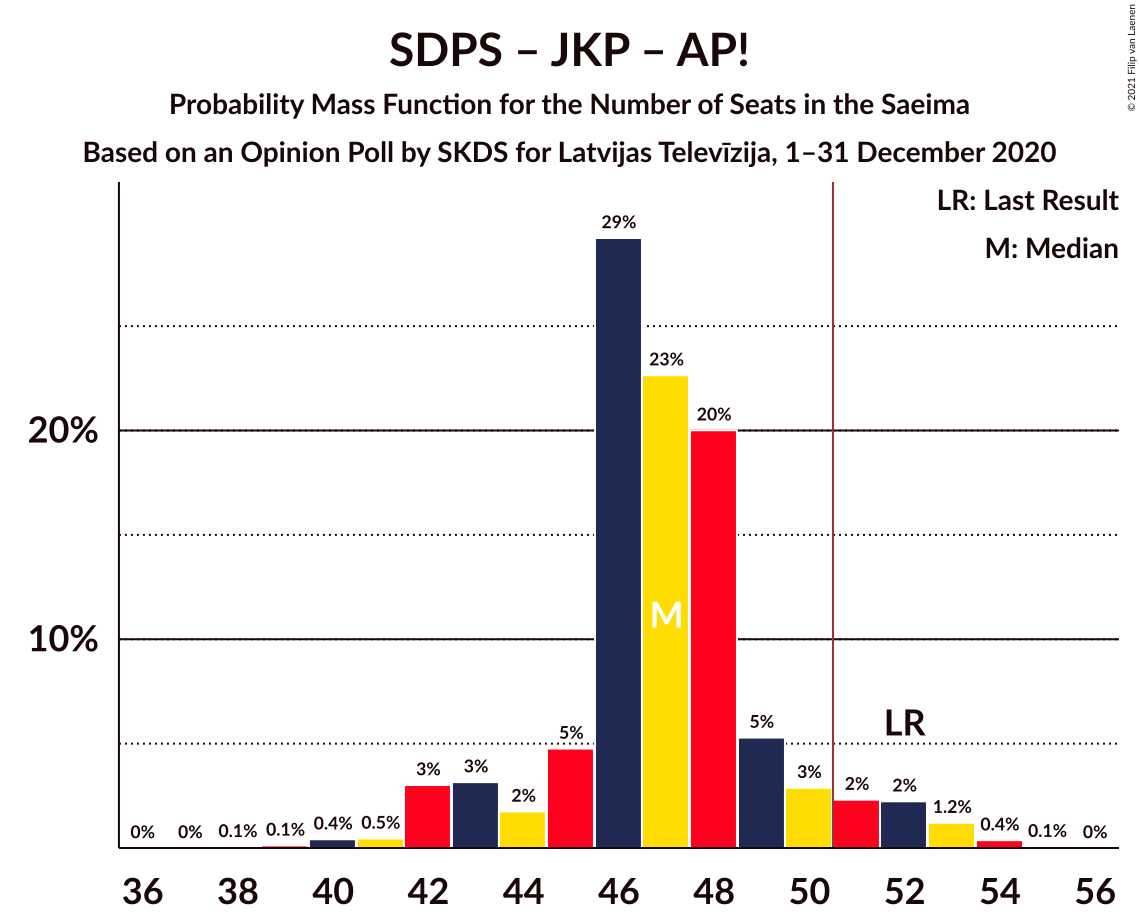 SDPS – JKP – AP!
Probability Mass Function for the Number of Seats in the Saeima
Based on an Opinion Poll by SKDS for Latvijas Televīzija, 1–31 December 2020
© 2021 Filip van Laenen
LR: Last Result
M: Median
20%
10%
0% 0% 0.1% 0.1% 0.4% 0.5% 3% 3% 2% 5% 29% 23% 20% 5% 3% 2% 2% 1.2% 0.4% 0.1% 0%
M
LR
36 38 40 42 44 46 48 50 52 54 56